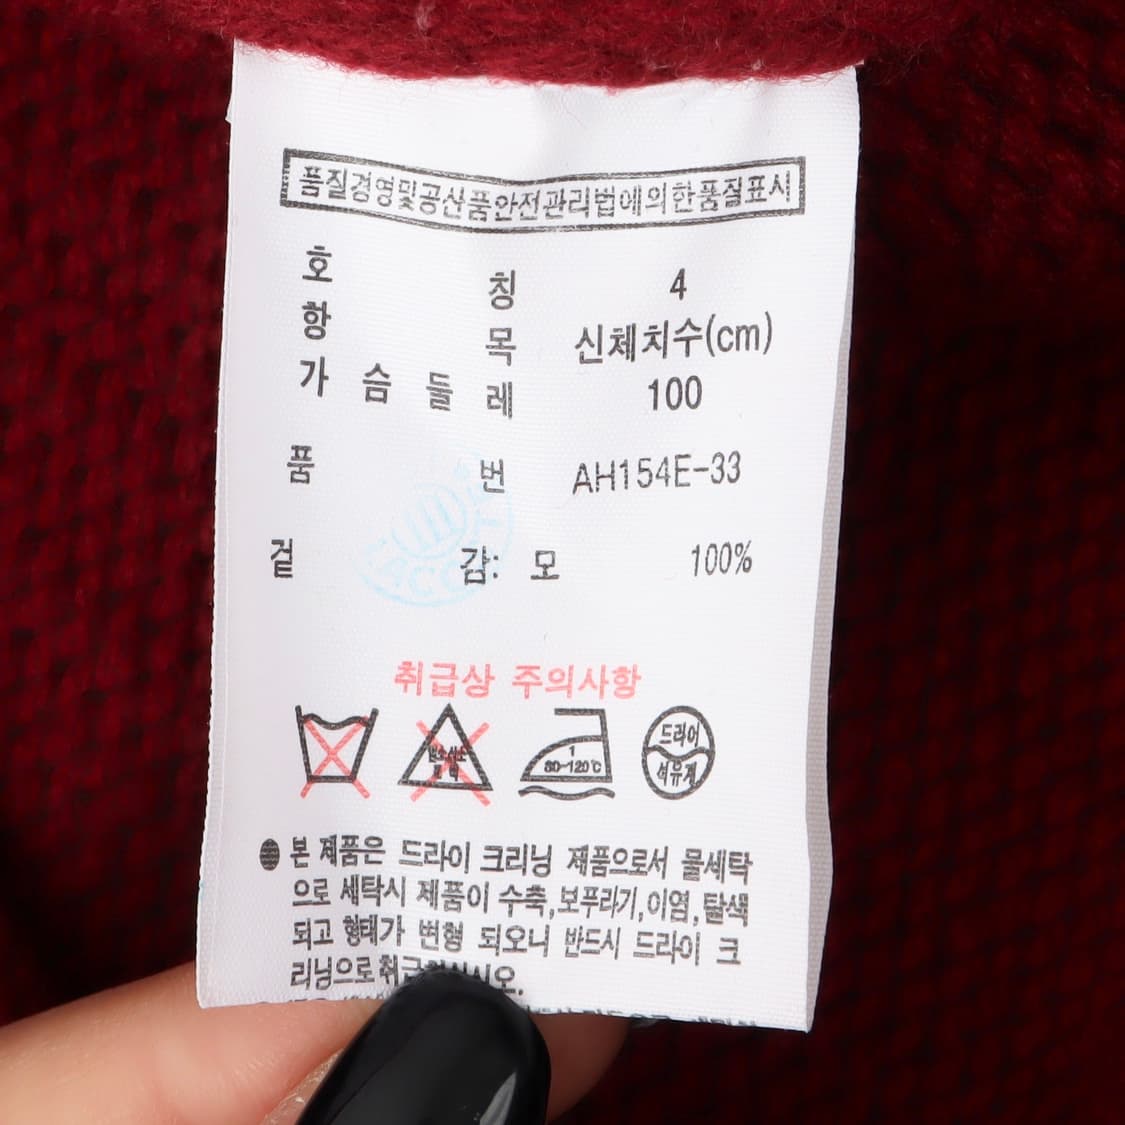 품질경영및공산품안전관리법에의한품질표시
호 칭 4
항 목 신체치수(cm)
가 슴 둘 레 100
품 번 AH154E-33
겉 감: 모 100%
취급상 주의사항
1
80-120℃
드라이
석유계
● 본 제품은 드라이 크리닝 제품으로서 물세탁
으로 세탁시 제품이 수축,보푸라기,이염,탈색
되고 형태가 변형 되오니 반드시 드라이 크
리닝으로 오.